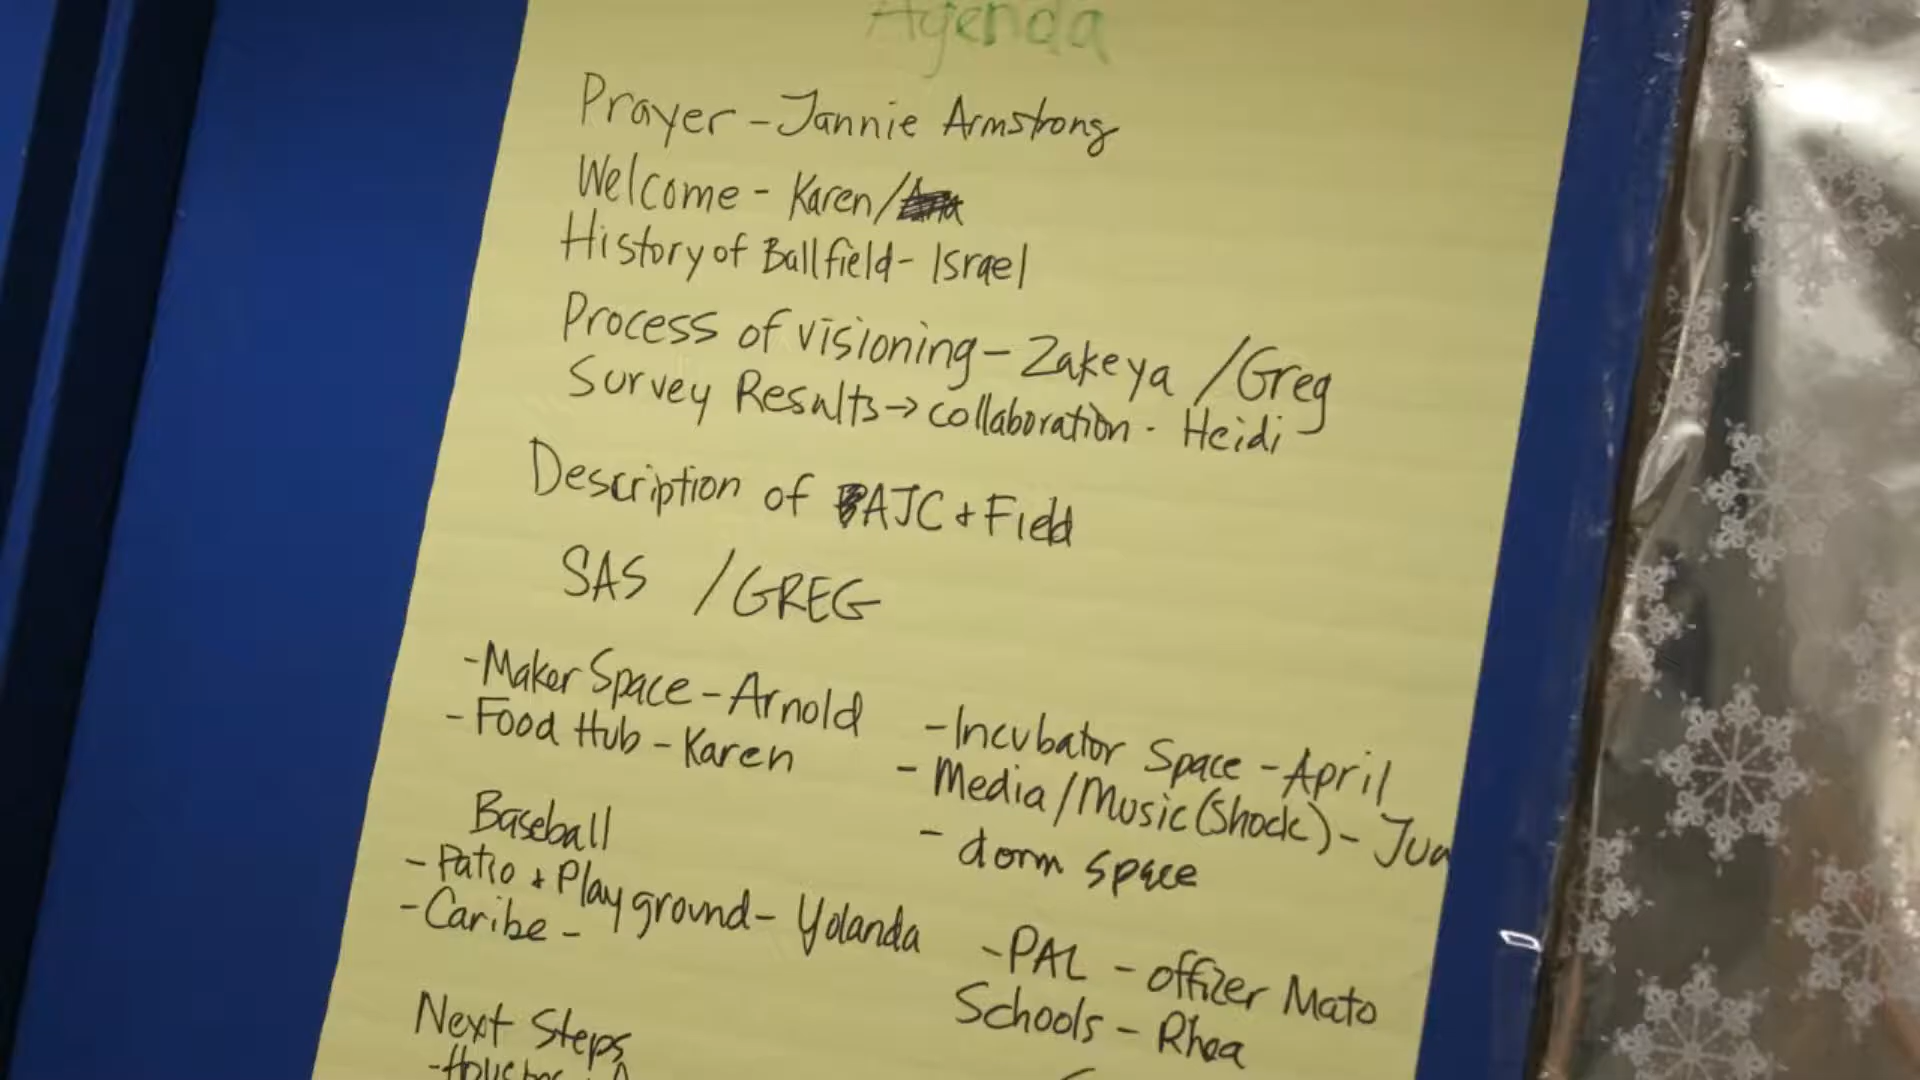 Agenda
Prayer - Jannie Armstrong
Welcome - Karen/
History of Ballfield - Israel
Process of visioning - Zakeya /Greg
Survey Results → collaboration - Heidi
Description of AJC + Field
SAS /GREG
- Maker Space - Arnold
- Food Hub - Karen
- Incubator Space - April
- Media/Music (Shock) - Jua
- dorm space
Baseball
- Patio + Playground - Yolanda
- Caribe -
- PAL - officer Mato
Schools - Rhea
Next Steps